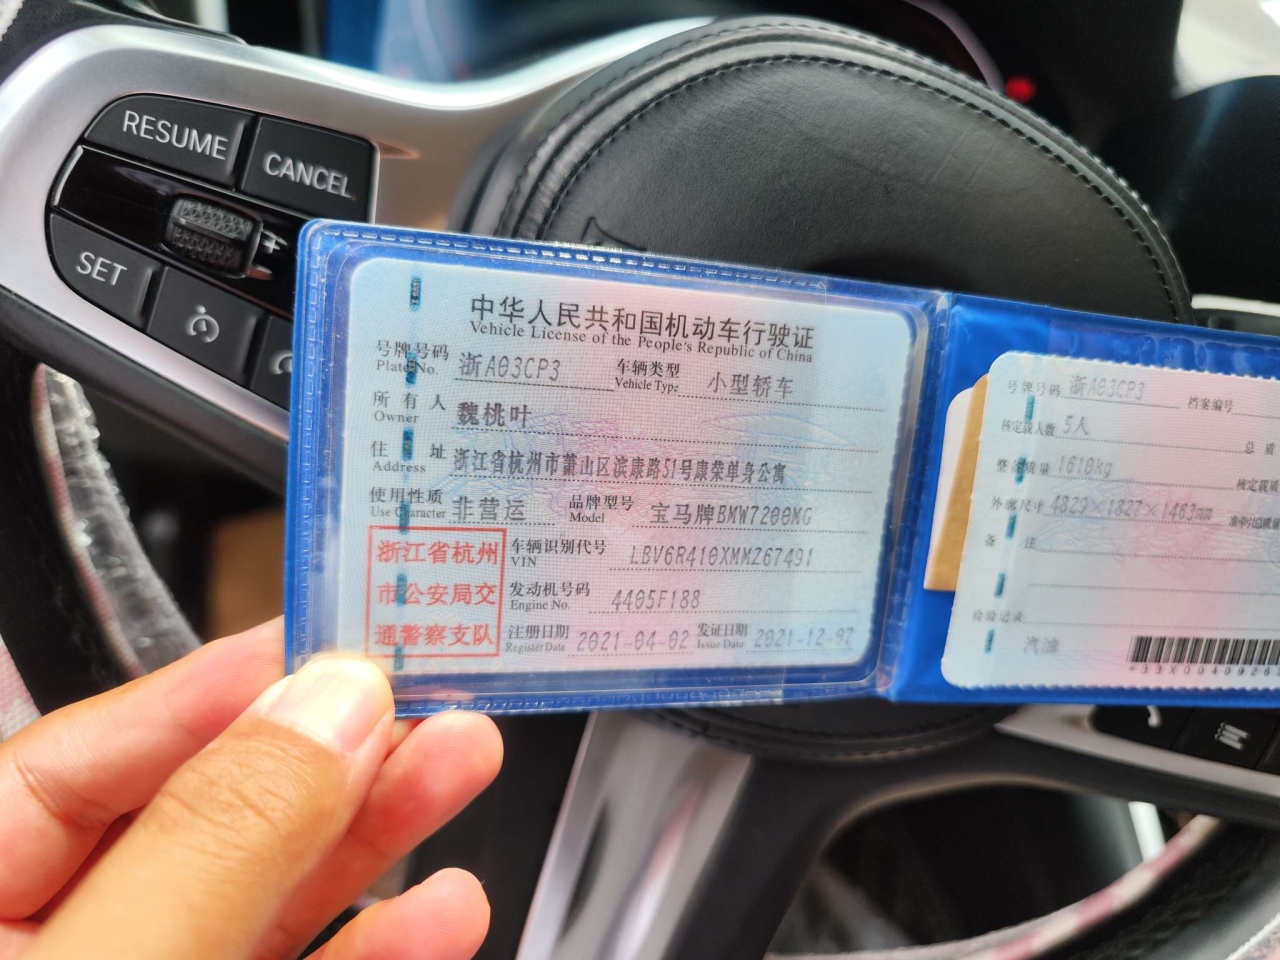 RESUME
CANCEL
SET
中华人民共和国机动车行驶证
Vehicle License of the People's Republic of China
号牌号码 浙A03CP3 车辆类型 小型轿车
Plate No. Vehicle Type
所有人 魏桃叶
Owner
住址 浙江省杭州市萧山区滨康路51号康荣单身公寓
Address
使用性质 非营运 品牌型号 宝马牌BMW7200MG
Use Character Model
浙江省杭州
市公安局交
通警察支队
车辆识别代号 LBV6R410XMMZ67491
VIN
发动机号码 4405F188
Engine No.
注册日期 2021-04-02 发证日期 2021-12-07
Register Date Issue Date
号牌号码 浙A03CP3 档案编号
核定载人数 5人 总质
整备质量 1610kg 核定载质
外廓尺寸 4829×1827×1463mm
备注
检验记录
汽油